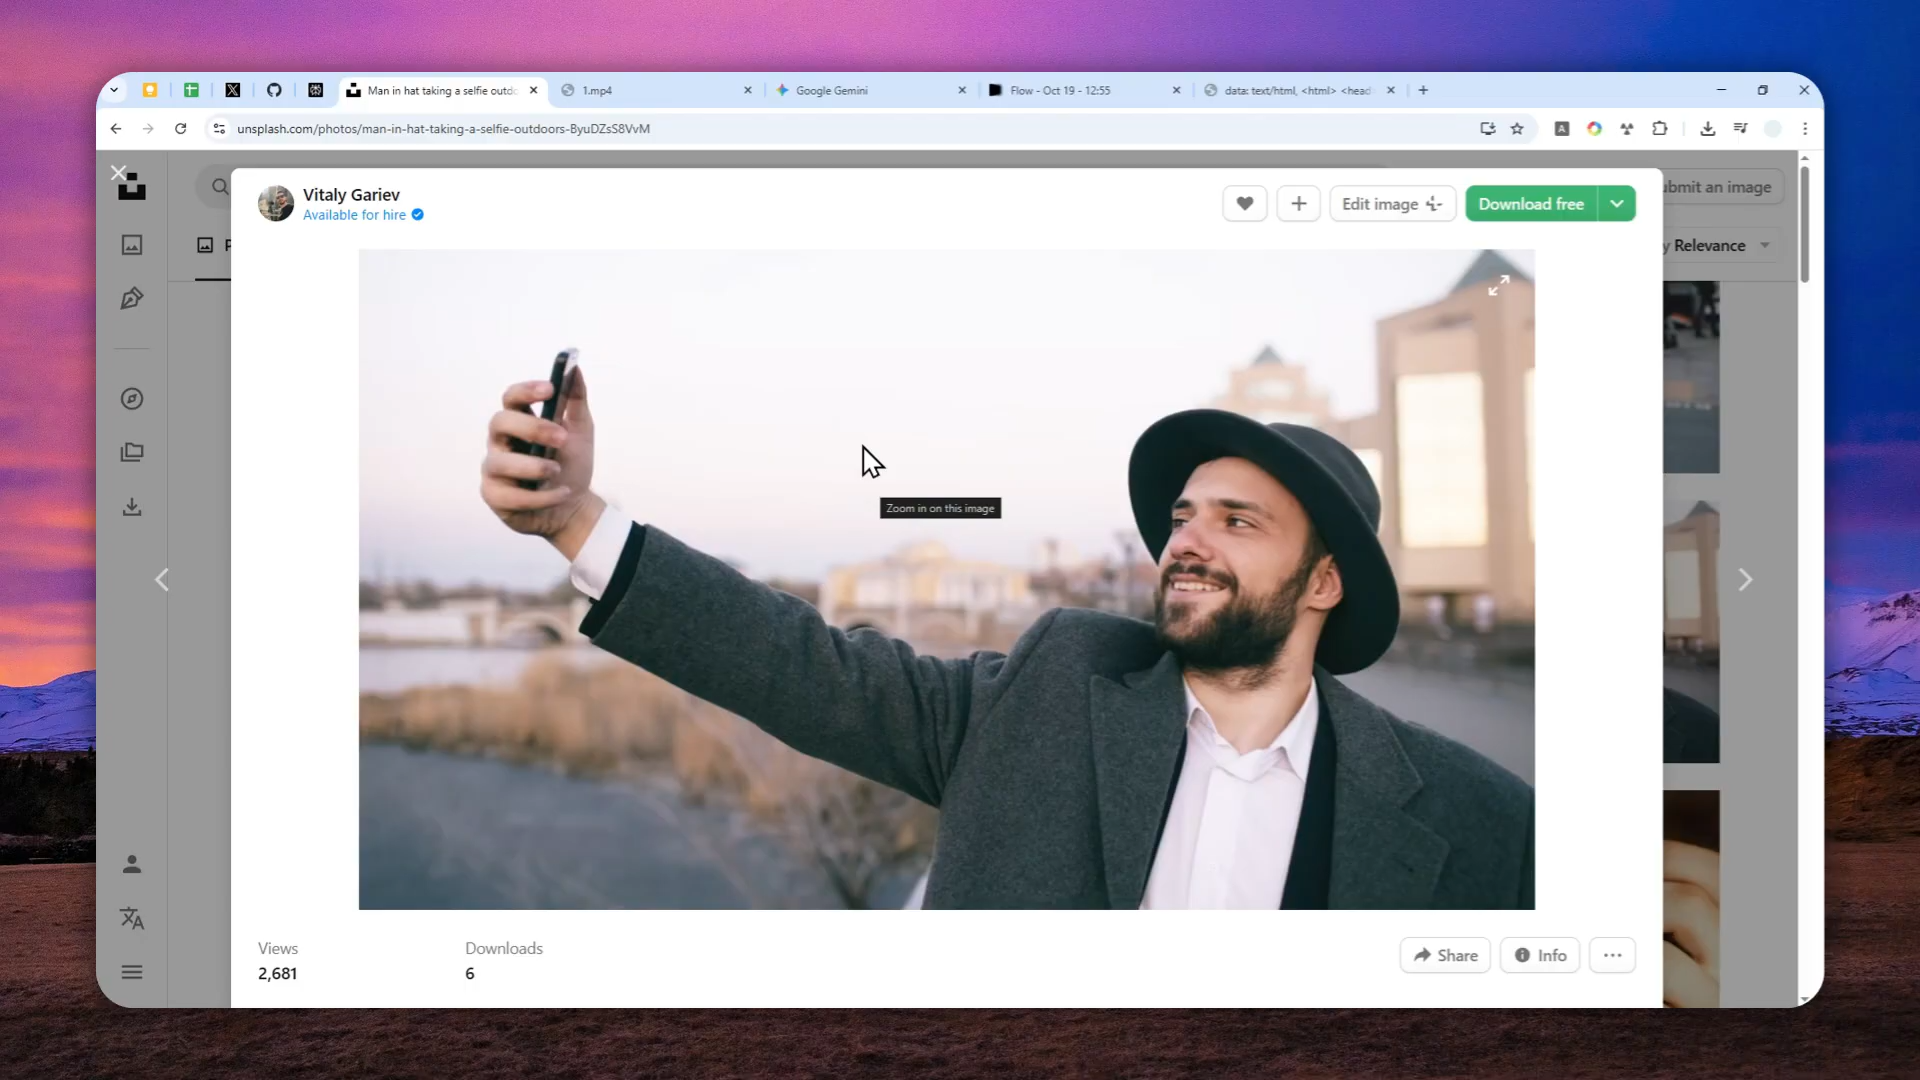 Man in hat taking a selfie outdo
1.mp4
Google Gemini
Flow - Oct 19 - 12:55
data: text/html, <html> <head
unsplash.com/photos/man-in-hat-taking-a-selfie-outdoors-ByuDZsS8VvM
A
Vitaly Gariev
Available for hire
Edit image
Download free
ubmit an image
y Relevance
Zoom in on this image
Views
2,681
Downloads
6
Share
Info